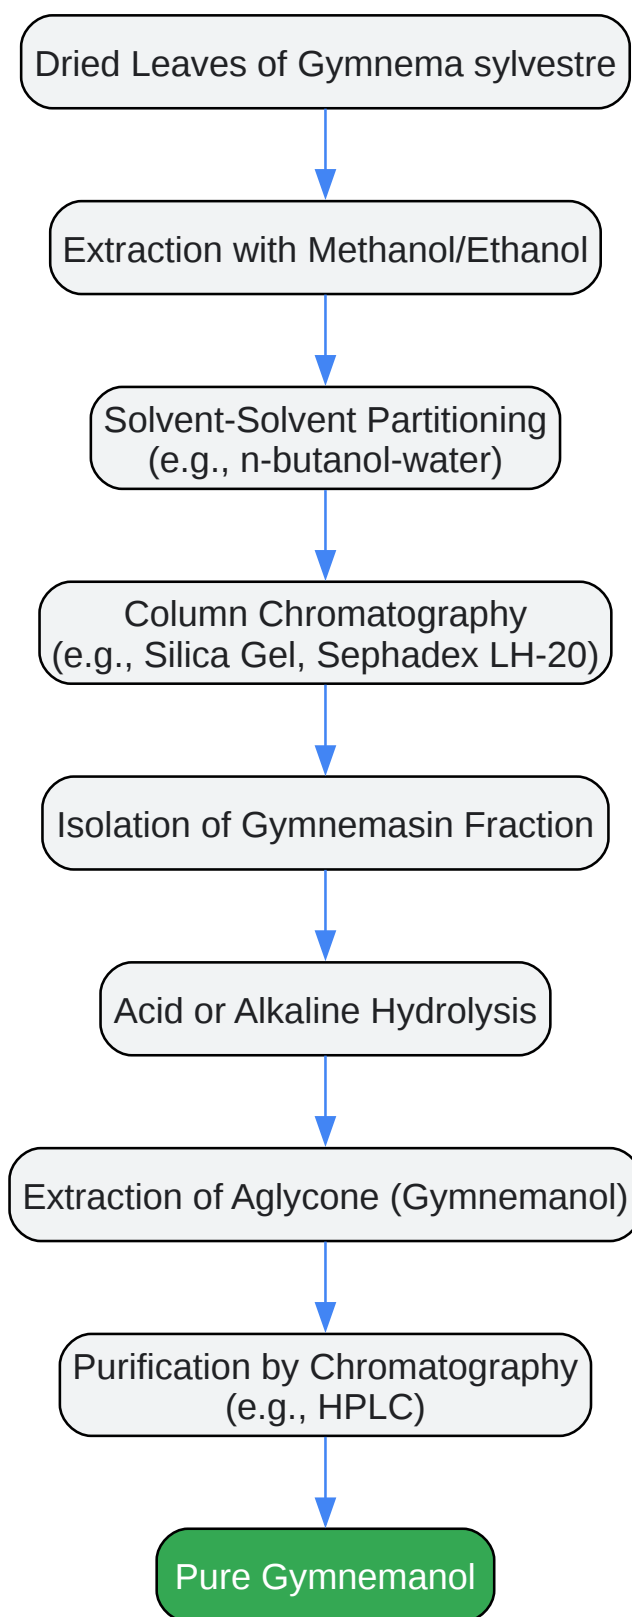 Dried Leaves of Gymnema sylvestre
Extraction with Methanol/Ethanol
Solvent-Solvent Partitioning
(e.g., n-butanol-water)
Column Chromatography
(e.g., Silica Gel, Sephadex LH-20)
Isolation of Gymnemasin Fraction
Acid or Alkaline Hydrolysis
Extraction of Aglycone (Gymnemanol)
Purification by Chromatography
(e.g., HPLC)
Pure Gymnemanol